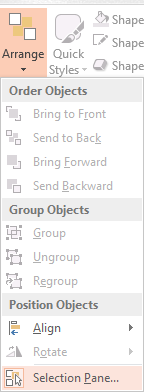 Arrange
Quick
Styles
Shape
Shape
Shape
Order Objects
Bring to Front
Send to Back
Bring Forward
Send Backward
Group Objects
Group
Ungroup
Regroup
Position Objects
Align
Rotate
Selection Pane...